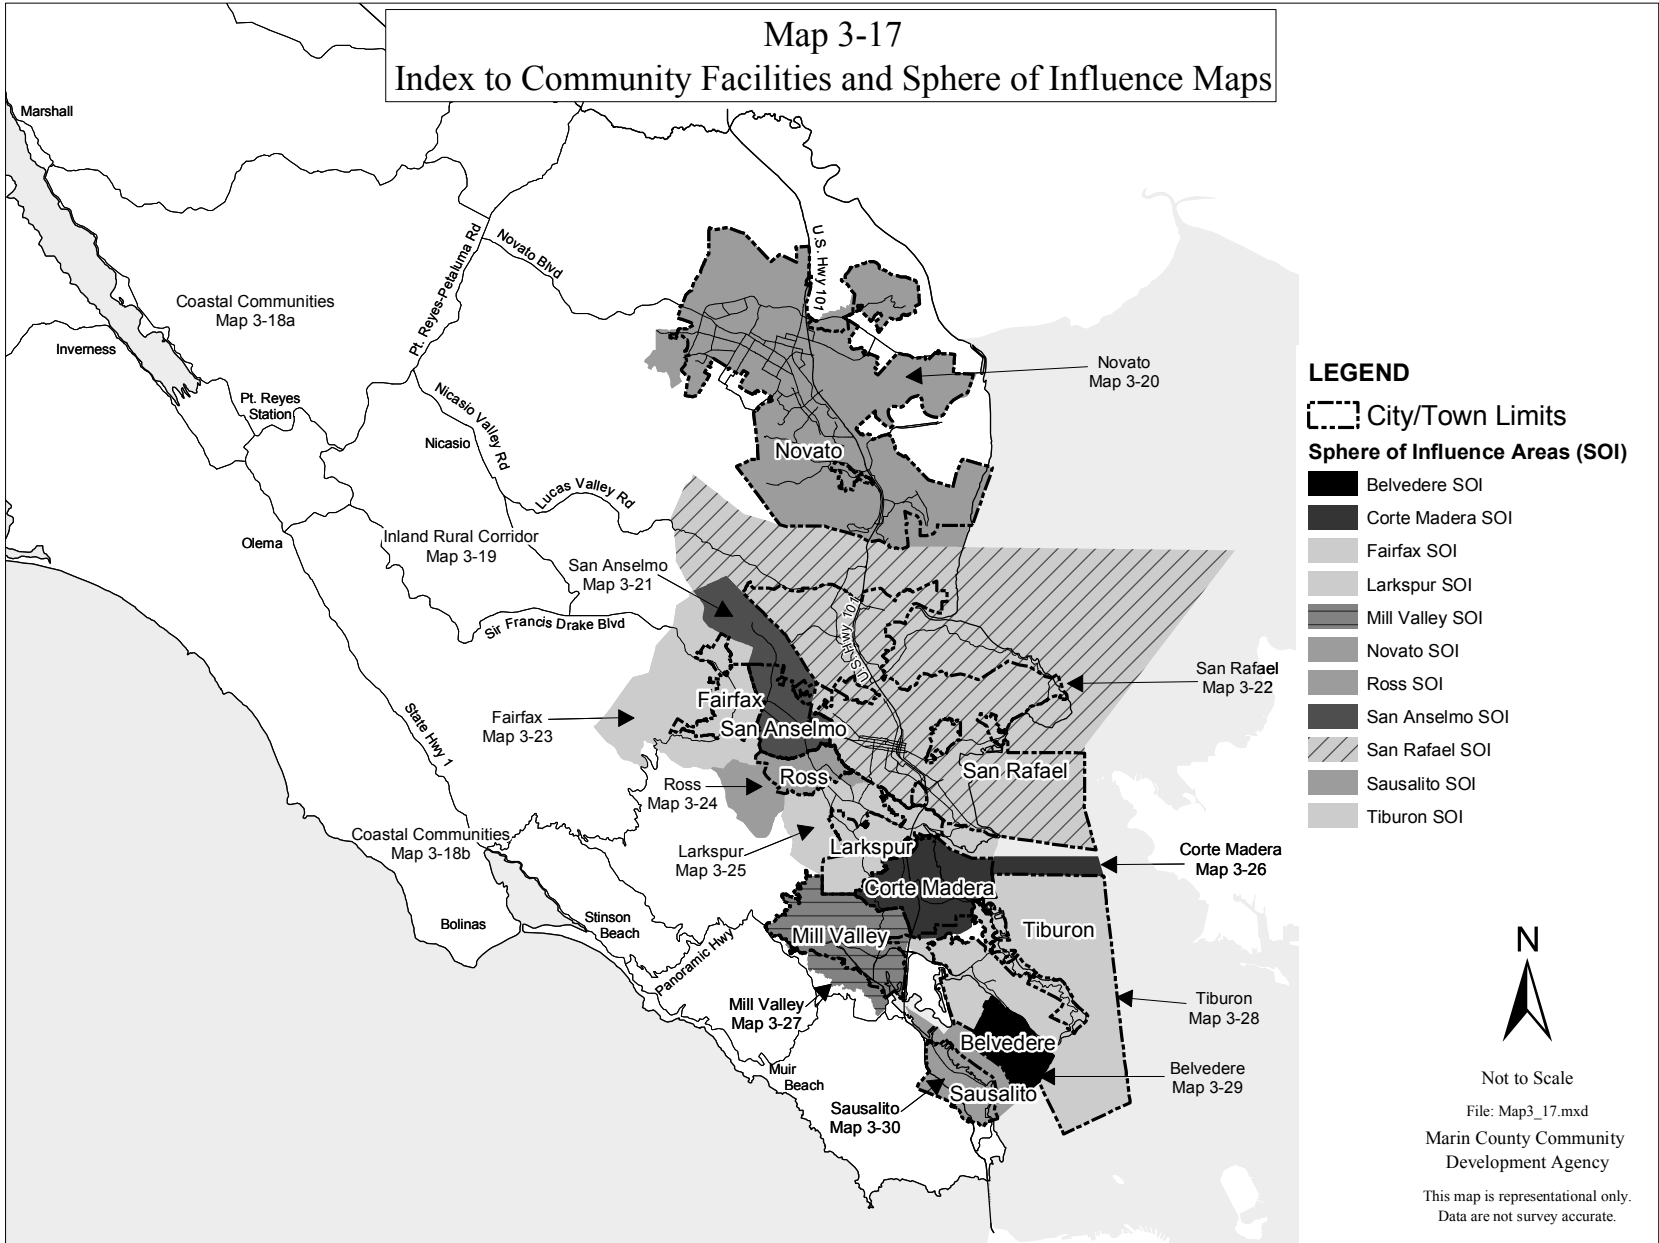 Map 3-17
Index to Community Facilities and Sphere of Influence Maps
Marshall
U.S. Hwy 101
Pt. Reyes-Petaluma Rd
Novato Blvd
Coastal Communities
Map 3-18a
Inverness
Novato
Map 3-20
Pt. Reyes
Station
Nicasio Valley Rd
Nicasio
Novato
Lucas Valley Rd
Olema
Inland Rural Corridor
Map 3-19
San Anselmo
Map 3-21
Sir Francis Drake Blvd
U.S. Hwy 101
San Rafael
Map 3-22
Fairfax
State Hwy 1
Fairfax
Map 3-23
San Anselmo
San Rafael
Ross
Ross
Map 3-24
Coastal Communities
Map 3-18b
Larkspur
Larkspur
Map 3-25
Corte Madera
Map 3-26
Corte Madera
Bolinas
Stinson
Beach
Tiburon
Mill Valley
Panoramic Hwy
Mill Valley
Map 3-27
Tiburon
Map 3-28
Belvedere
Muir
Beach
Belvedere
Map 3-29
Sausalito
Sausalito
Map 3-30
LEGEND
City/Town Limits
Sphere of Influence Areas (SOI)
Belvedere SOI
Corte Madera SOI
Fairfax SOI
Larkspur SOI
Mill Valley SOI
Novato SOI
Ross SOI
San Anselmo SOI
San Rafael SOI
Sausalito SOI
Tiburon SOI
N
Not to Scale
File: Map3_17.mxd
Marin County Community
Development Agency
This map is representational only.
Data are not survey accurate.